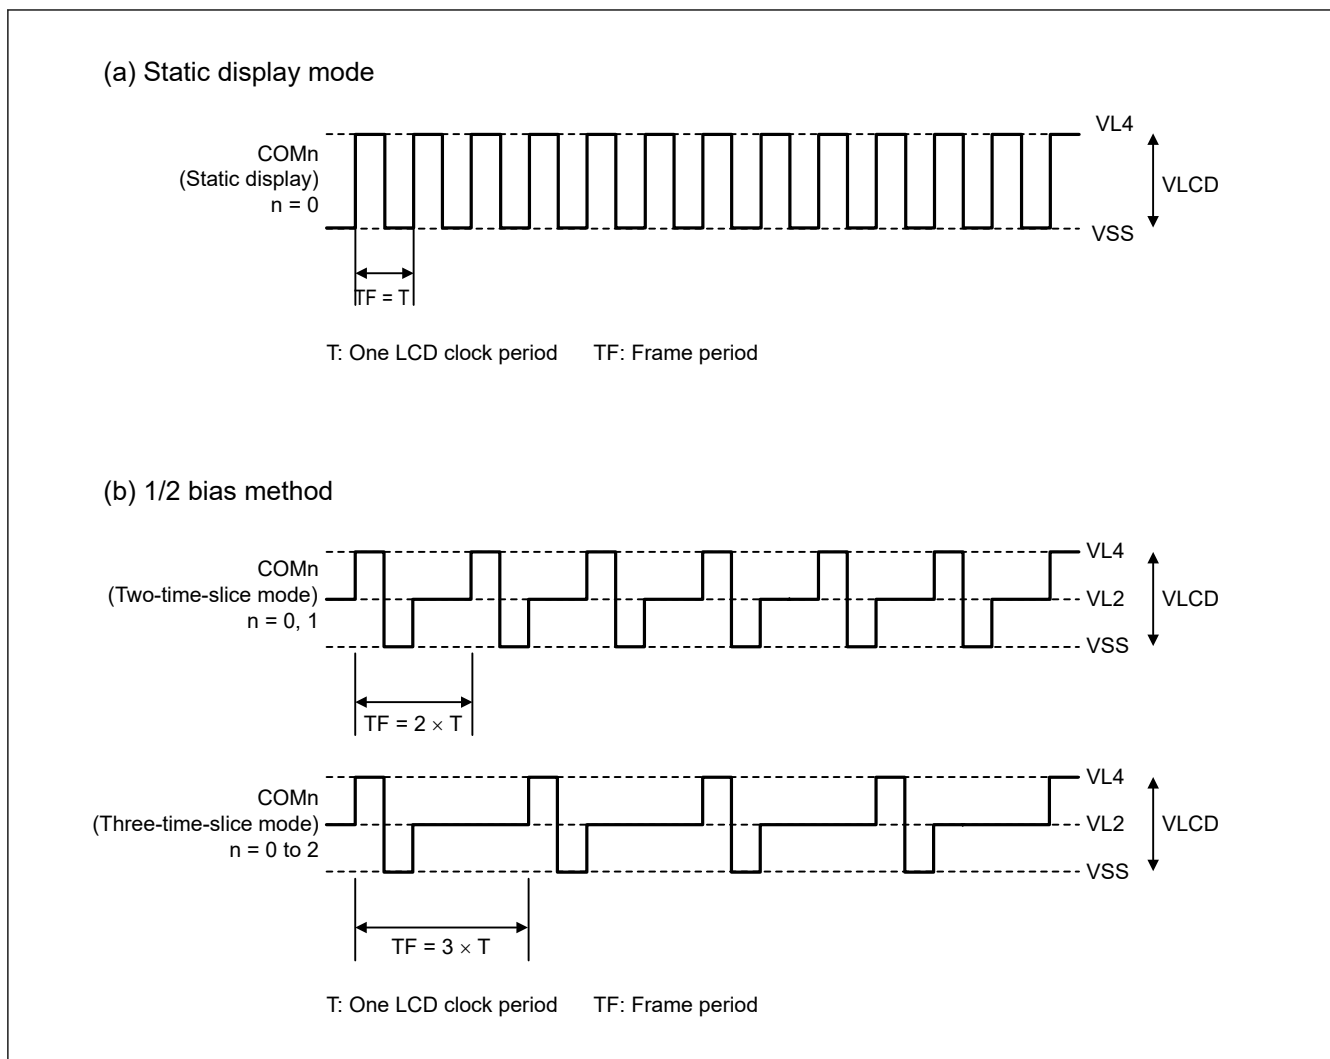 (a) Static display mode
COMn
(Static display)
n = 0
VL4
VLCD
VSS
TF = T
T: One LCD clock period TF: Frame period
(b) 1/2 bias method
COMn
(Two-time-slice mode)
n = 0, 1
VL4
VL2
VLCD
VSS
TF = 2 × T
COMn
(Three-time-slice mode)
n = 0 to 2
VL4
VL2
VLCD
VSS
TF = 3 × T
T: One LCD clock period TF: Frame period